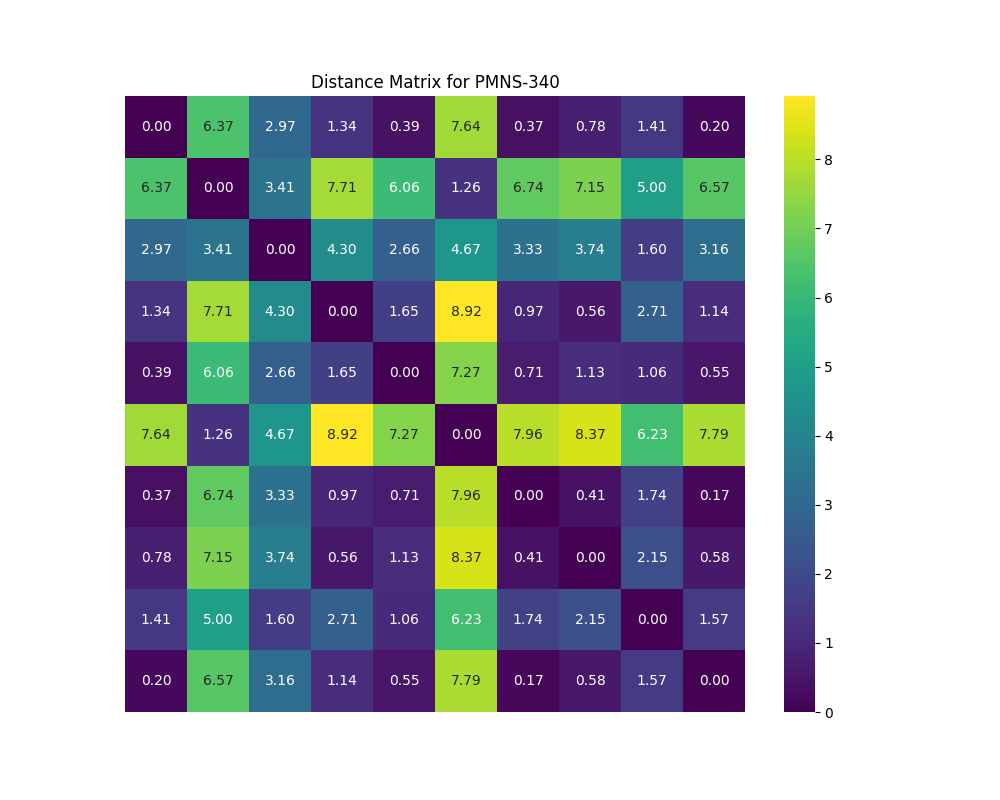 Distance Matrix for PMNS-340
0.00 6.37 2.97 1.34 0.39 7.64 0.37 0.78 1.41 0.20
6.37 0.00 3.41 7.71 6.06 1.26 6.74 7.15 5.00 6.57
2.97 3.41 0.00 4.30 2.66 4.67 3.33 3.74 1.60 3.16
1.34 7.71 4.30 0.00 1.65 8.92 0.97 0.56 2.71 1.14
0.39 6.06 2.66 1.65 0.00 7.27 0.71 1.13 1.06 0.55
7.64 1.26 4.67 8.92 7.27 0.00 7.96 8.37 6.23 7.79
0.37 6.74 3.33 0.97 0.71 7.96 0.00 0.41 1.74 0.17
0.78 7.15 3.74 0.56 1.13 8.37 0.41 0.00 2.15 0.58
1.41 5.00 1.60 2.71 1.06 6.23 1.74 2.15 0.00 1.57
0.20 6.57 3.16 1.14 0.55 7.79 0.17 0.58 1.57 0.00
8
7
6
5
4
3
2
1
0